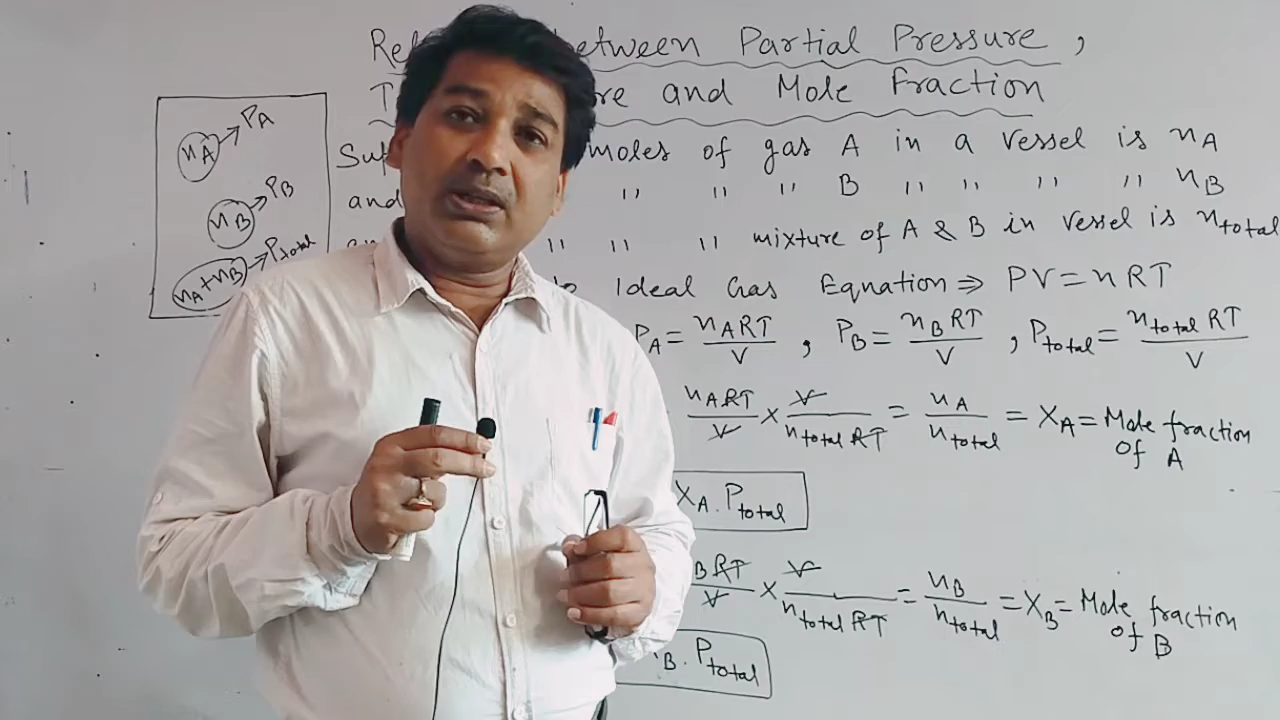 Rel between Partial Pressure,
T re and Mole Fraction
nA → PA
nB → PB
nA+nB → Ptotal
Sup moles of gas A in a vessel is nA
and " " " B " " " " nB
" " " mixture of A & B in vessel is ntotal
to Ideal Gas Equation ⇒ PV = nRT
PA = nART/V , PB = nBRT/V , Ptotal = ntotal RT/V
nART/V × V/ntotal RT = nA/ntotal = XA = Mole fraction of A
XA . Ptotal
BRT/V × V/ntotal RT = nB/ntotal = XB = Mole fraction of B
B . Ptotal